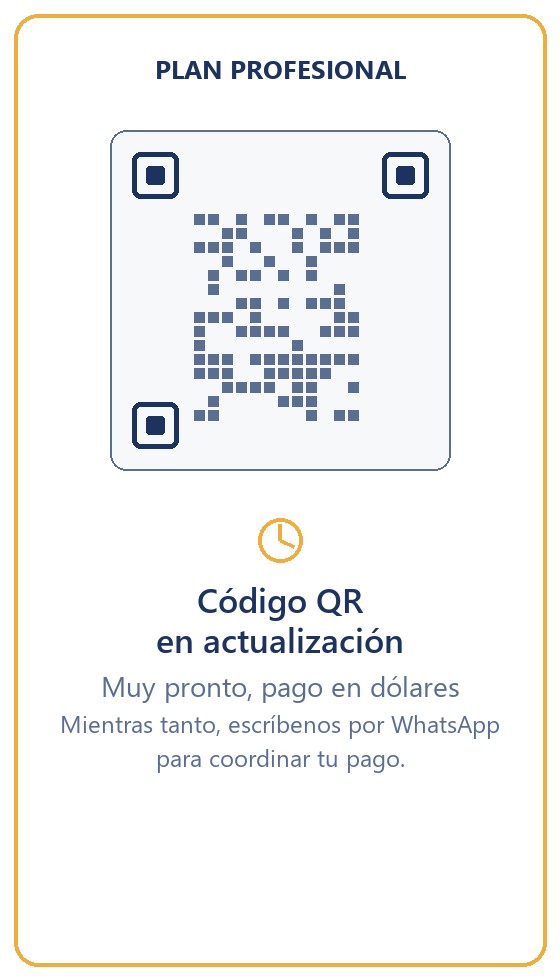 PLAN PROFESIONAL
Código QR
en actualización
Muy pronto, pago en dólares
Mientras tanto, escríbenos por WhatsApp
para coordinar tu pago.